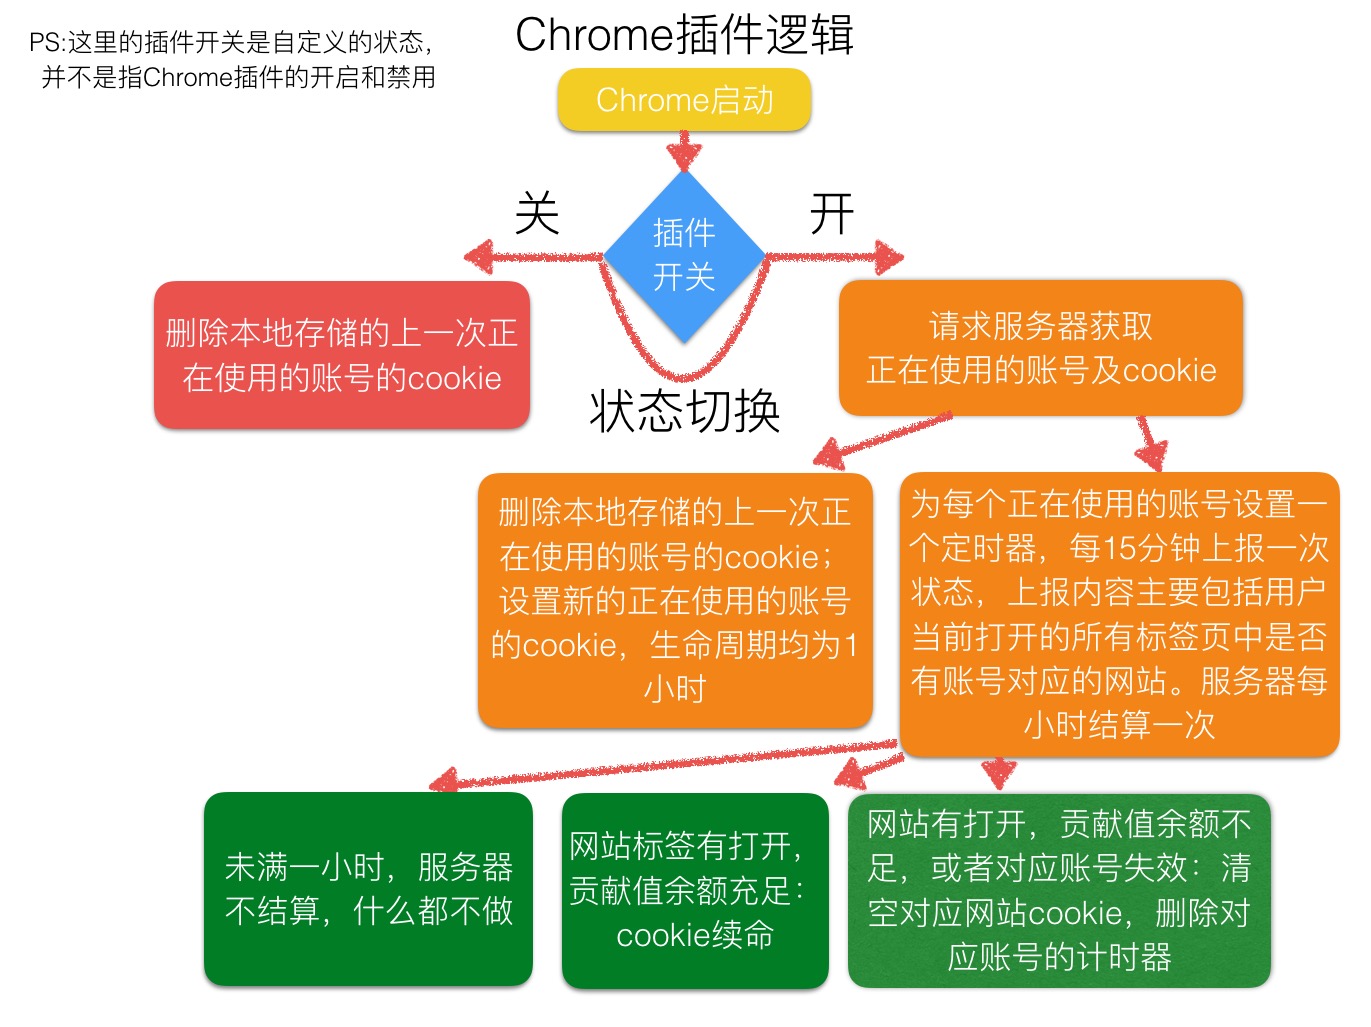 Chrome插件逻辑
PS:这里的插件开关是自定义的状态,
并不是指Chrome插件的开启和禁用
Chrome启动
插件
开关
关
开
状态切换
删除本地存储的上一次正
在使用的账号的cookie
请求服务器获取
正在使用的账号及cookie
删除本地存储的上一次正
在使用的账号的cookie；
设置新的正在使用的账号
的cookie，生命周期均为1
小时
为每个正在使用的账号设置一
个定时器，每15分钟上报一次
状态，上报内容主要包括用户
当前打开的所有标签页中是否
有账号对应的网站。服务器每
小时结算一次
未满一小时，服务器
不结算，什么都不做
网站标签有打开，
贡献值余额充足：
cookie续命
网站有打开，贡献值余额不
足，或者对应账号失效：清
空对应网站cookie，删除对
应账号的计时器